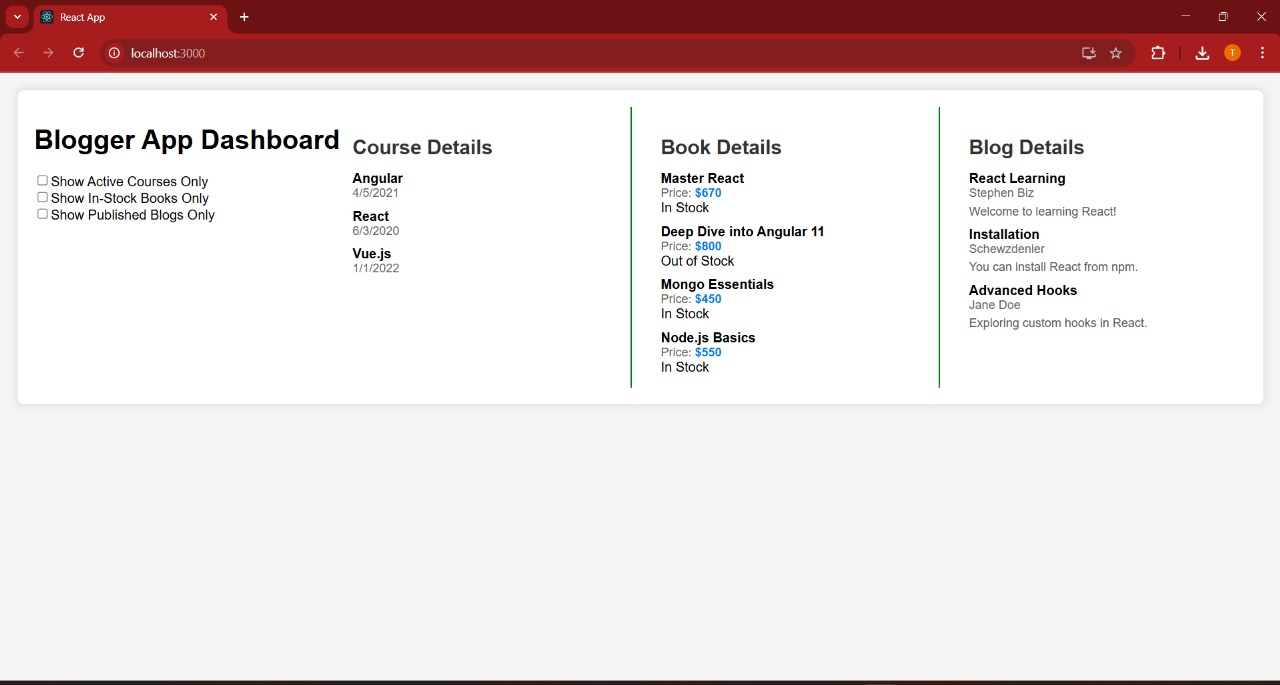 React App
localhost:3000
T
Blogger App Dashboard
Show Active Courses Only
Show In-Stock Books Only
Show Published Blogs Only
Course Details
Angular
4/5/2021
React
6/3/2020
Vue.js
1/1/2022
Book Details
Master React
Price: $670
In Stock
Deep Dive into Angular 11
Price: $800
Out of Stock
Mongo Essentials
Price: $450
In Stock
Node.js Basics
Price: $550
In Stock
Blog Details
React Learning
Stephen Biz
Welcome to learning React!
Installation
Schewzdenier
You can install React from npm.
Advanced Hooks
Jane Doe
Exploring custom hooks in React.